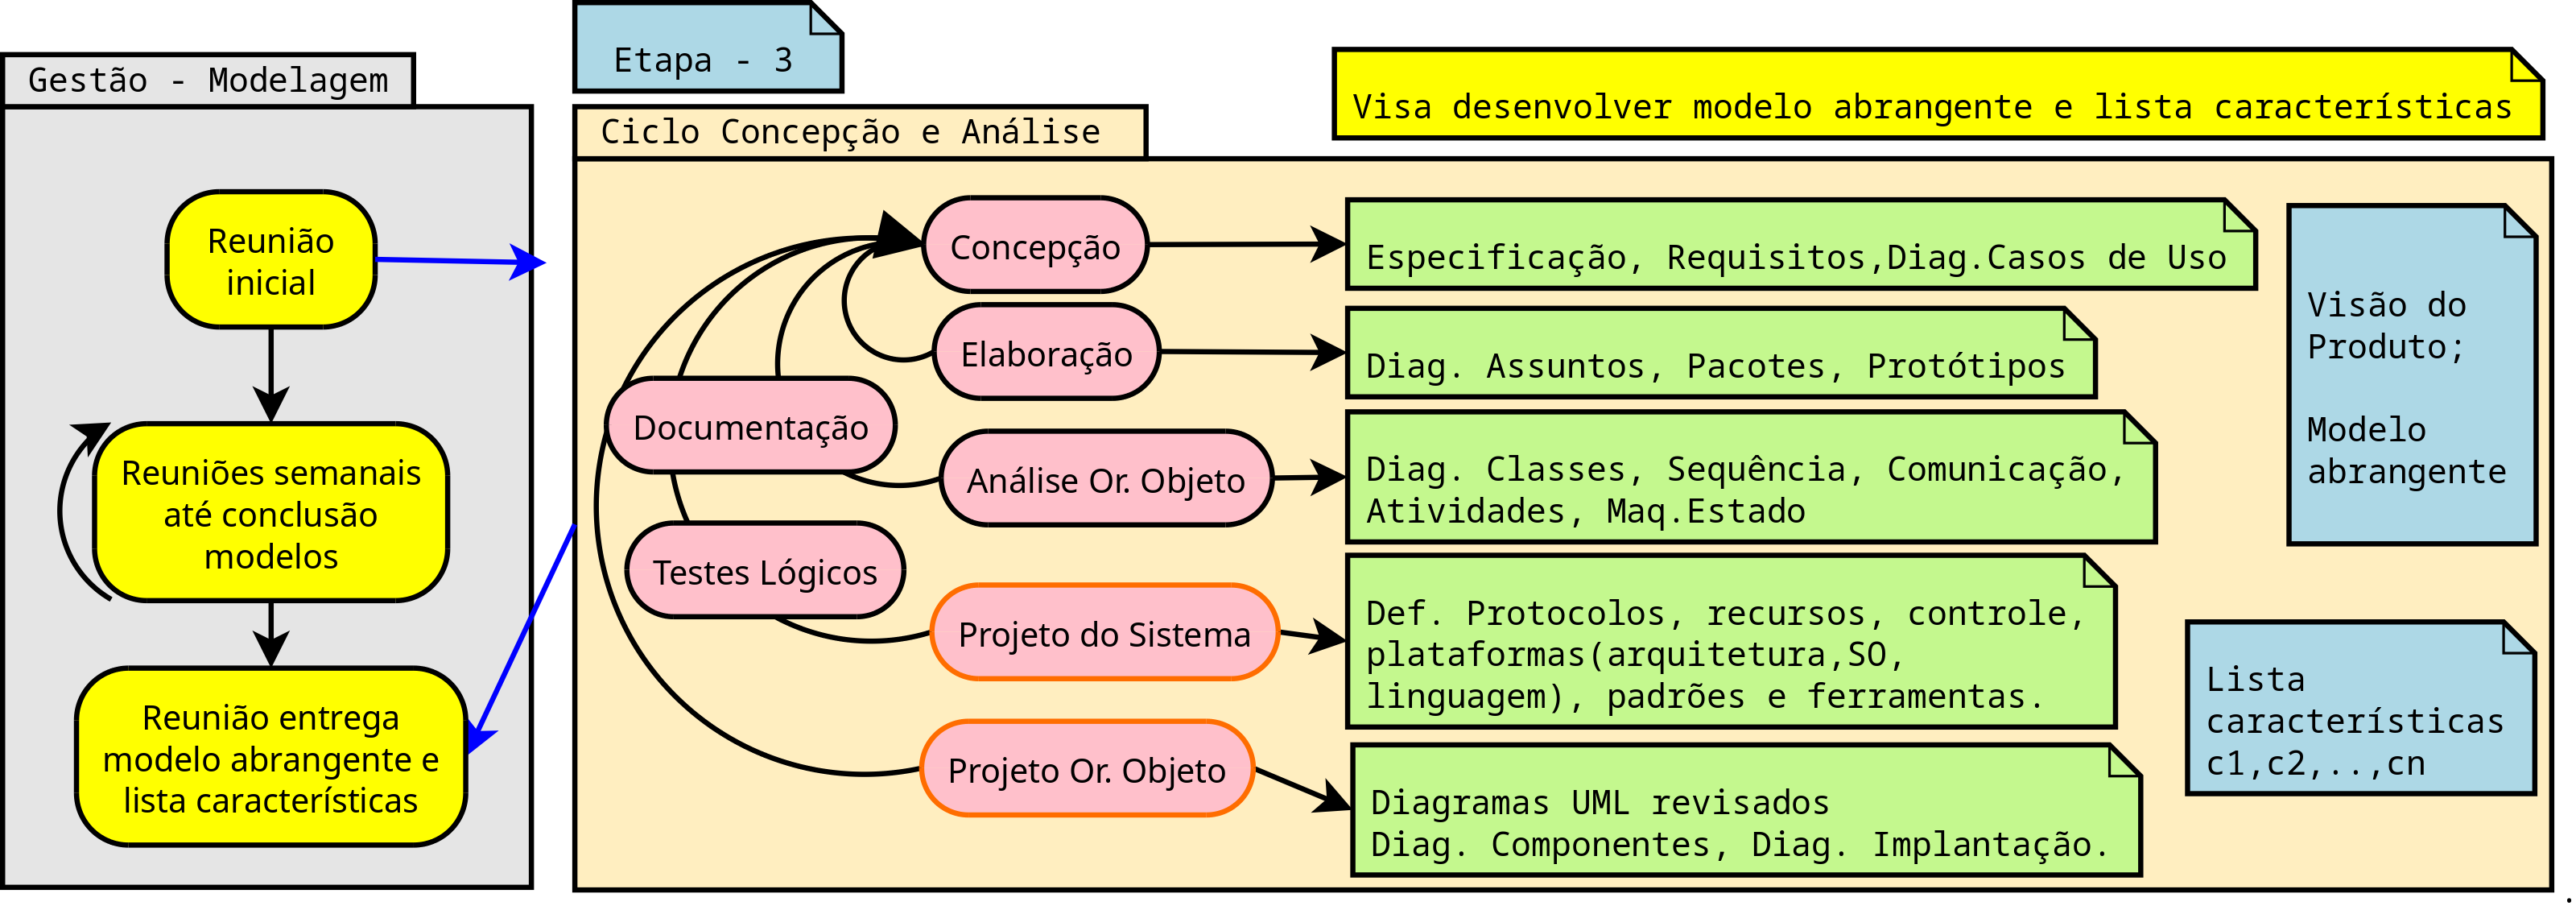 Etapa - 3
Gestão - Modelagem
Visa desenvolver modelo abrangente e lista características
Ciclo Concepção e Análise
Reunião
inicial
Reuniões semanais
até conclusão
modelos
Reunião entrega
modelo abrangente e
lista características
Concepção
Especificação, Requisitos,Diag.Casos de Uso
Elaboração
Diag. Assuntos, Pacotes, Protótipos
Documentação
Análise Or. Objeto
Diag. Classes, Sequência, Comunicação,
Atividades, Maq.Estado
Testes Lógicos
Projeto do Sistema
Def. Protocolos, recursos, controle,
plataformas(arquitetura,SO,
linguagem), padrões e ferramentas.
Projeto Or. Objeto
Diagramas UML revisados
Diag. Componentes, Diag. Implantação.
Visão do
Produto;
Modelo
abrangente
Lista
características
c1,c2,..,cn
.